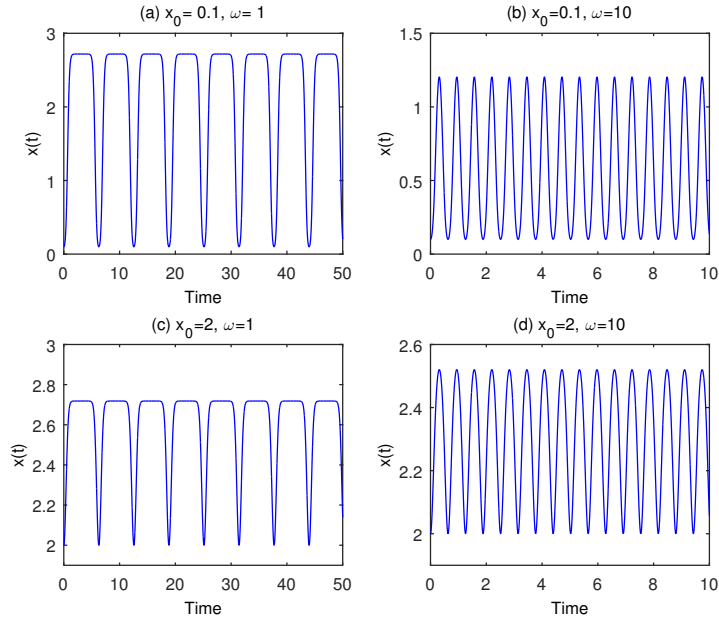 (a) x₀= 0.1, ω= 1
3
2
1
0
x(t)
0 10 20 30 40 50
Time
(b) x₀=0.1, ω=10
1.5
1
0.5
0
x(t)
0 2 4 6 8 10
Time
(c) x₀=2, ω=1
3
2.8
2.6
2.4
2.2
2
x(t)
0 10 20 30 40 50
Time
(d) x₀=2, ω=10
2.6
2.4
2.2
2
x(t)
0 2 4 6 8 10
Time